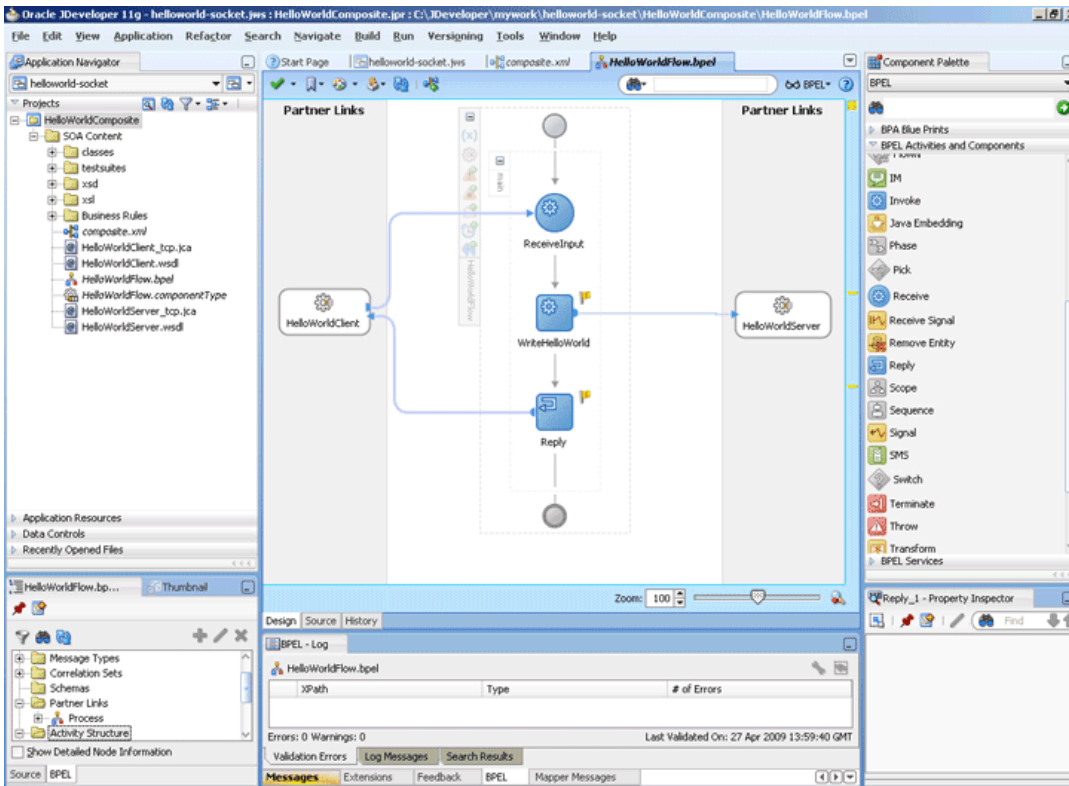 Oracle JDeveloper 11g - helloworld-socket.jws : HelloWorldComposite.jpr : C:\JDeveloper\mywork\helloworld-socket\HelloWorldComposite\HelloWorldFlow.bpel
File Edit View Application Refactor Search Navigate Build Run Versioning Tools Window Help
Application Navigator
helloworld-socket
Projects
HelloWorldComposite
SOA Content
classes
testsuites
xsd
xsl
Business Rules
composite.xml
HelloWorldClient_tcp.jca
HelloWorldClient.wsdl
HelloWorldFlow.bpel
HelloWorldFlow.componentType
HelloWorldServer_tcp.jca
HelloWorldServer.wsdl
Application Resources
Data Controls
Recently Opened Files
HelloWorldFlow.bp... Thumbnail
Message Types
Correlation Sets
Schemas
Partner Links
Process
Activity Structure
Show Detailed Node Information
Source BPEL
Start Page helloworld-socket.jws composite.xml HelloWorldFlow.bpel
BPEL
Partner Links
Partner Links
(x)
main
HelloWorldFlow
ReceiveInput
HelloWorldClient
HelloWorldServer
WriteHelloWorld
Reply
Zoom: 100
Design Source History
BPEL - Log
HelloWorldFlow.bpel
XPath Type # of Errors
Errors: 0 Warnings: 0 Last Validated On: 27 Apr 2009 13:59:40 GMT
Validation Errors Log Messages Search Results
Messages Extensions Feedback BPEL Mapper Messages
Component Palette
BPEL
BPA Blue Prints
BPEL Activities and Components
IM
Invoke
Java Embedding
Phase
Pick
Receive
Receive Signal
Remove Entity
Reply
Scope
Sequence
Signal
SMS
Switch
Terminate
Throw
Transform
BPEL Services
Reply_1 - Property Inspector
Find